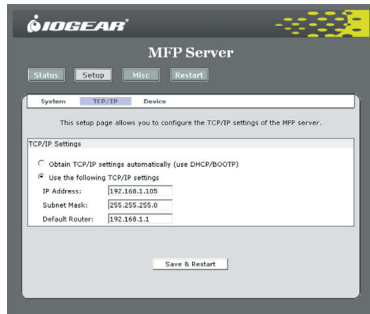 IOGEAR®
MFP Server
Status Setup Misc Restart
System TCP/IP Device
This setup page allows you to configure the TCP/IP settings of the MFP server.
TCP/IP Settings
Obtain TCP/IP settings automatically (use DHCP/BOOTP)
Use the following TCP/IP settings
IP Address: 192.168.1.105
Subnet Mask: 255.255.255.0
Default Router: 192.168.1.1
Save & Restart